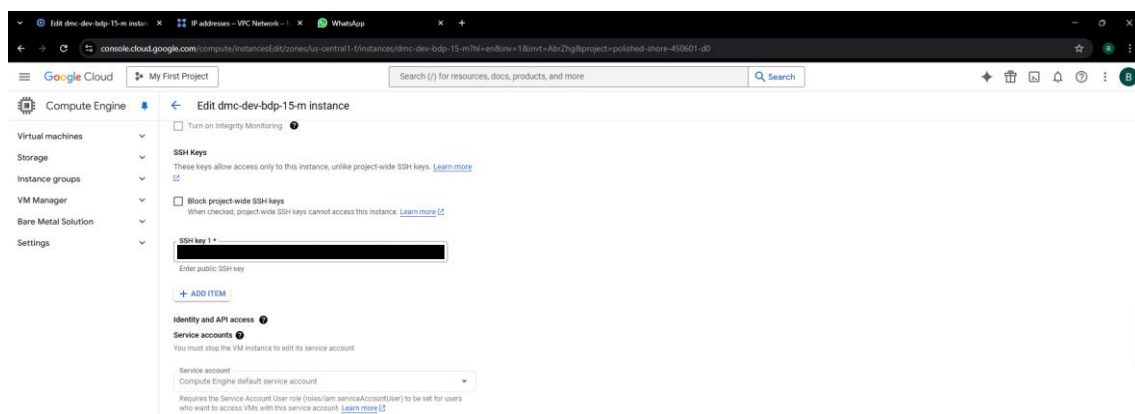 Edit dmc-dev-bdp-15-m instan
IP addresses – VPC Network –
WhatsApp
console.cloud.google.com/compute/instancesEdit/zones/us-central1-f/instances/dmc-dev-bdp-15-m?hl=en&inv=1&invt=AbrZhg&project=polished-shore-450601-d0
B
Google Cloud
My First Project
Search (/) for resources, docs, products, and more
Search
B
Compute Engine
Edit dmc-dev-bdp-15-m instance
Virtual machines
Storage
Instance groups
VM Manager
Bare Metal Solution
Settings
Turn on Integrity Monitoring
SSH Keys
These keys allow access only to this instance, unlike project-wide SSH keys. Learn more
Block project-wide SSH keys
When checked, project-wide SSH keys cannot access this instance. Learn more
SSH key 1 *
Enter public SSH key
+ ADD ITEM
Identity and API access
Service accounts
You must stop the VM instance to edit its service account
Service account
Compute Engine default service account
Requires the Service Account User role (roles/iam.serviceAccountUser) to be set for users
who want to access VMs with this service account. Learn more